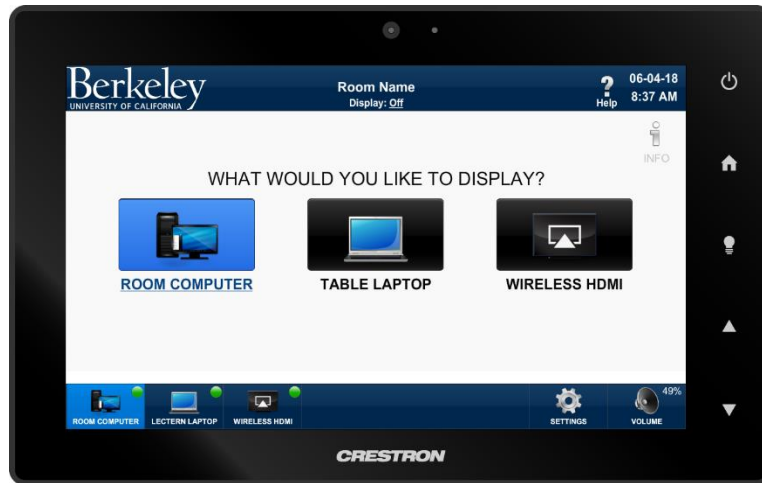 Berkeley
UNIVERSITY OF CALIFORNIA
Room Name
Display: Off
?
Help
06-04-18
8:37 AM
INFO
WHAT WOULD YOU LIKE TO DISPLAY?
ROOM COMPUTER
TABLE LAPTOP
WIRELESS HDMI
ROOM COMPUTER
LECTERN LAPTOP
WIRELESS HDMI
SETTINGS
49%
VOLUME
CRESTRON